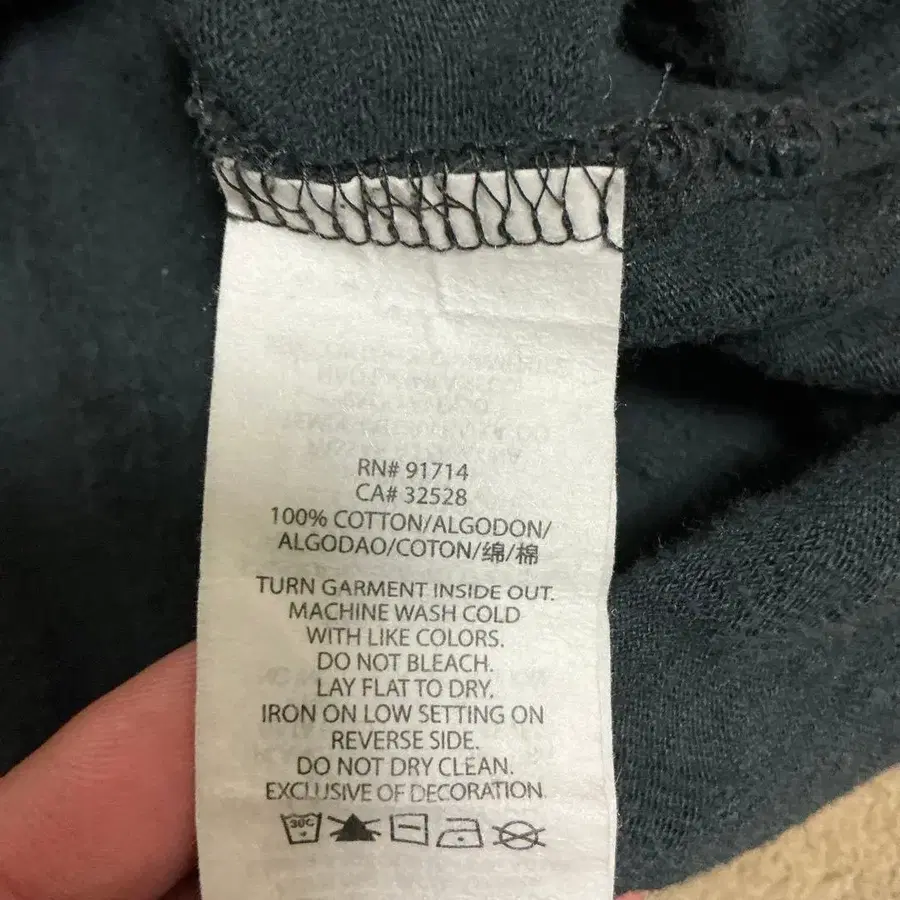 RN# 91714
CA# 32528
100% COTTON/ALGODON/
ALGODAO/COTON/绵/棉
TURN GARMENT INSIDE OUT.
MACHINE WASH COLD
WITH LIKE COLORS.
DO NOT BLEACH.
LAY FLAT TO DRY.
IRON ON LOW SETTING ON
REVERSE SIDE.
DO NOT DRY CLEAN.
EXCLUSIVE OF DECORATION
30C